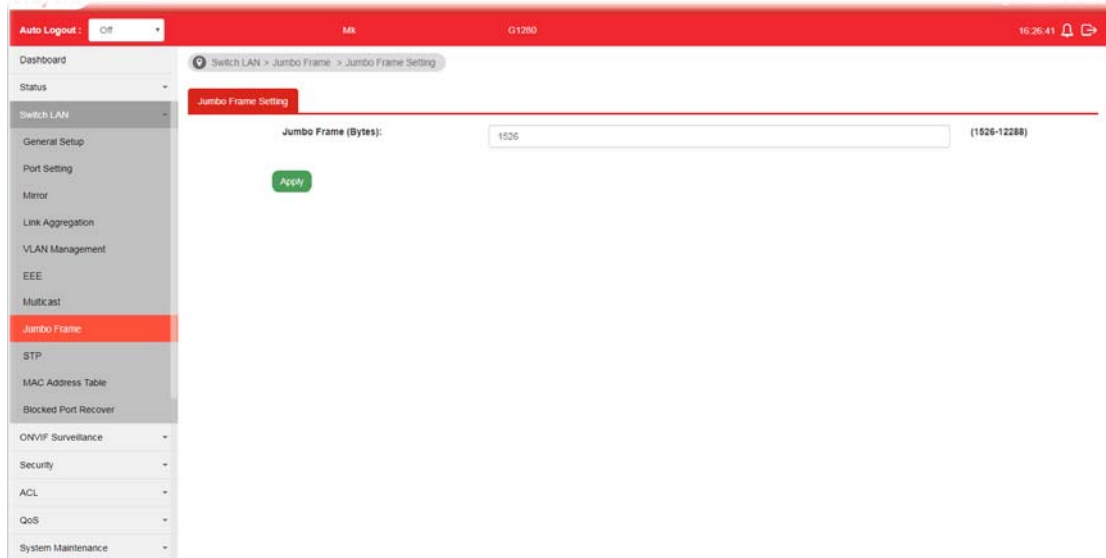 Auto Logout : Off Mk G1280 16:26:41
Dashboard
Status
Switch LAN
General Setup
Port Setting
Mirror
Link Aggregation
VLAN Management
EEE
Multicast
Jumbo Frame
STP
MAC Address Table
Blocked Port Recover
ONVIF Surveillance
Security
ACL
QoS
System Maintenance
Switch LAN > Jumbo Frame > Jumbo Frame Setting
Jumbo Frame Setting
Jumbo Frame (Bytes): 1526 (1526-12288)
Apply